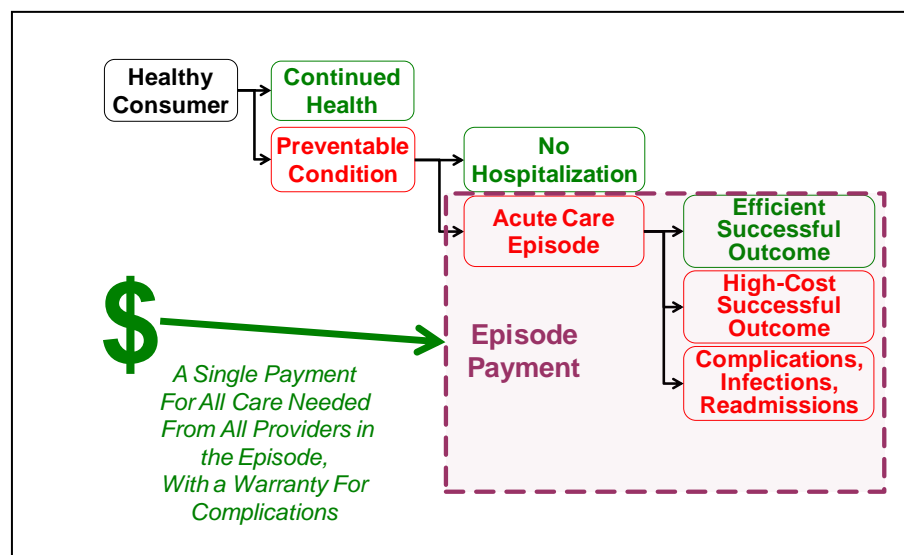 Healthy
Consumer
Continued
Health
Preventable
Condition
No
Hospitalization
Acute Care
Episode
Efficient
Successful
Outcome
High-Cost
Successful
Outcome
Complications,
Infections,
Readmissions
$
Episode
Payment
A Single Payment
For All Care Needed
From All Providers in
the Episode,
With a Warranty For
Complications